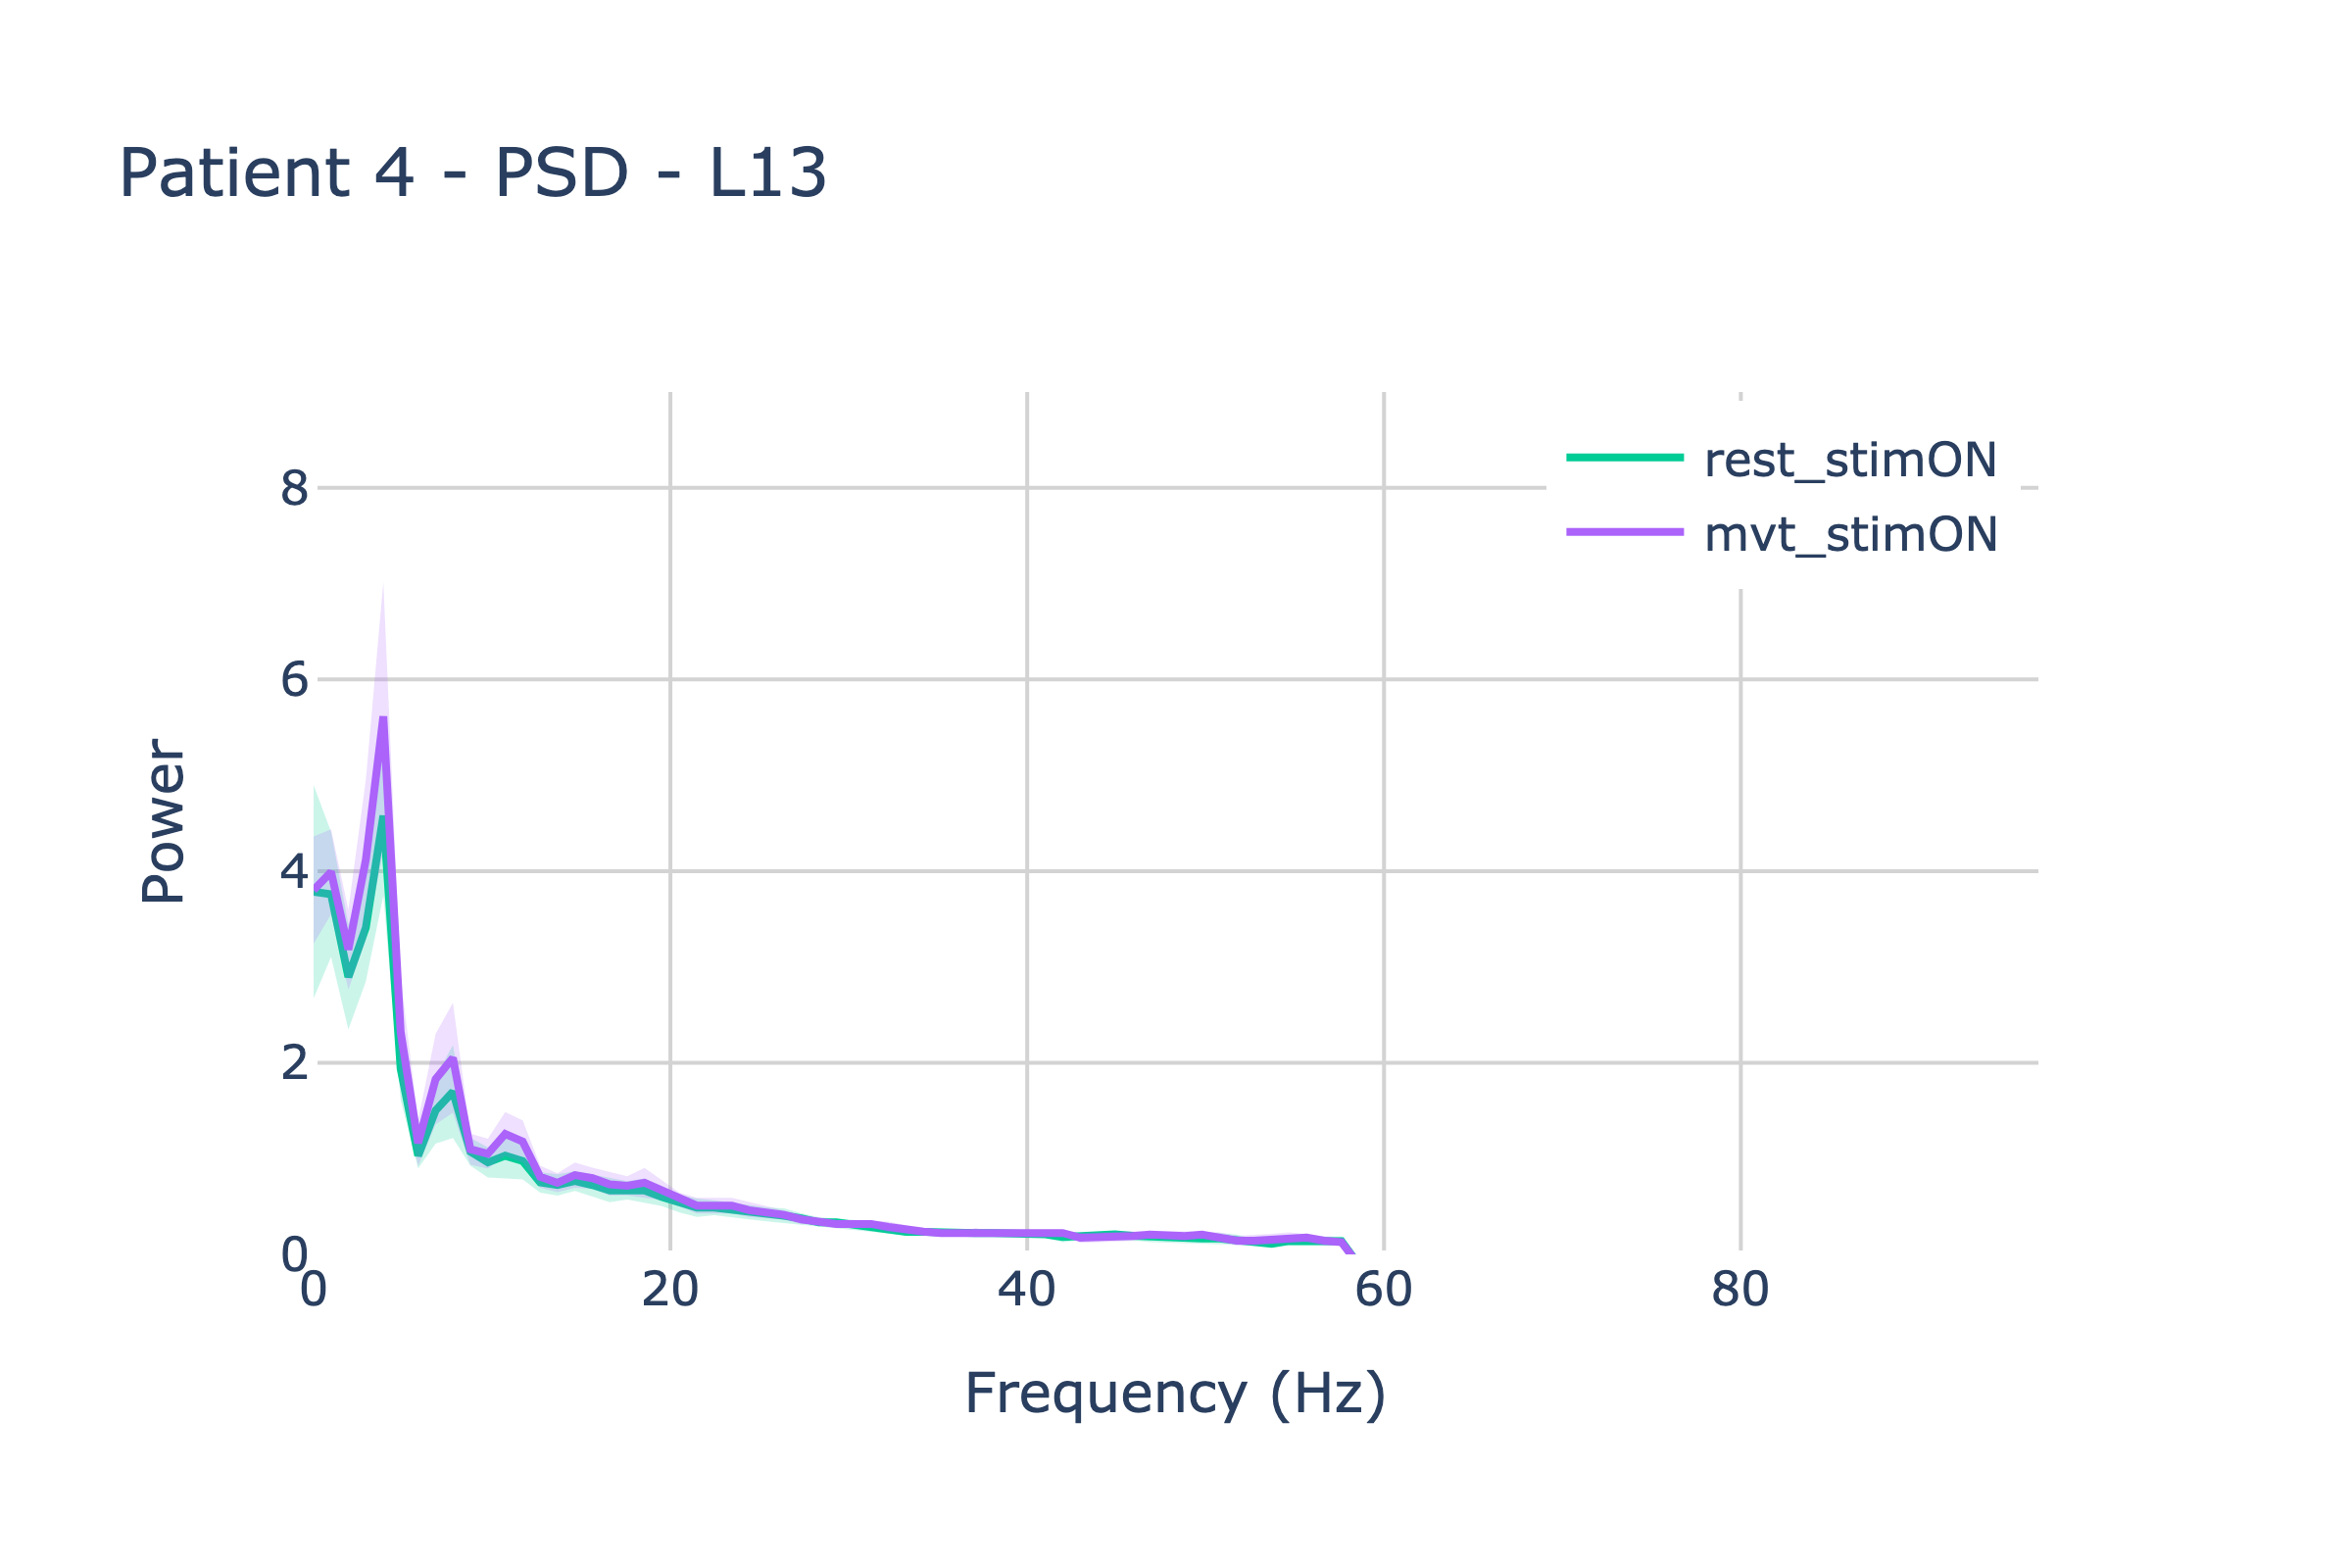 Patient 4 - PSD - L13
rest_stimON
mvt_stimON
8
6
4
2
0
Power
0 20 40 60 80
Frequency (Hz)